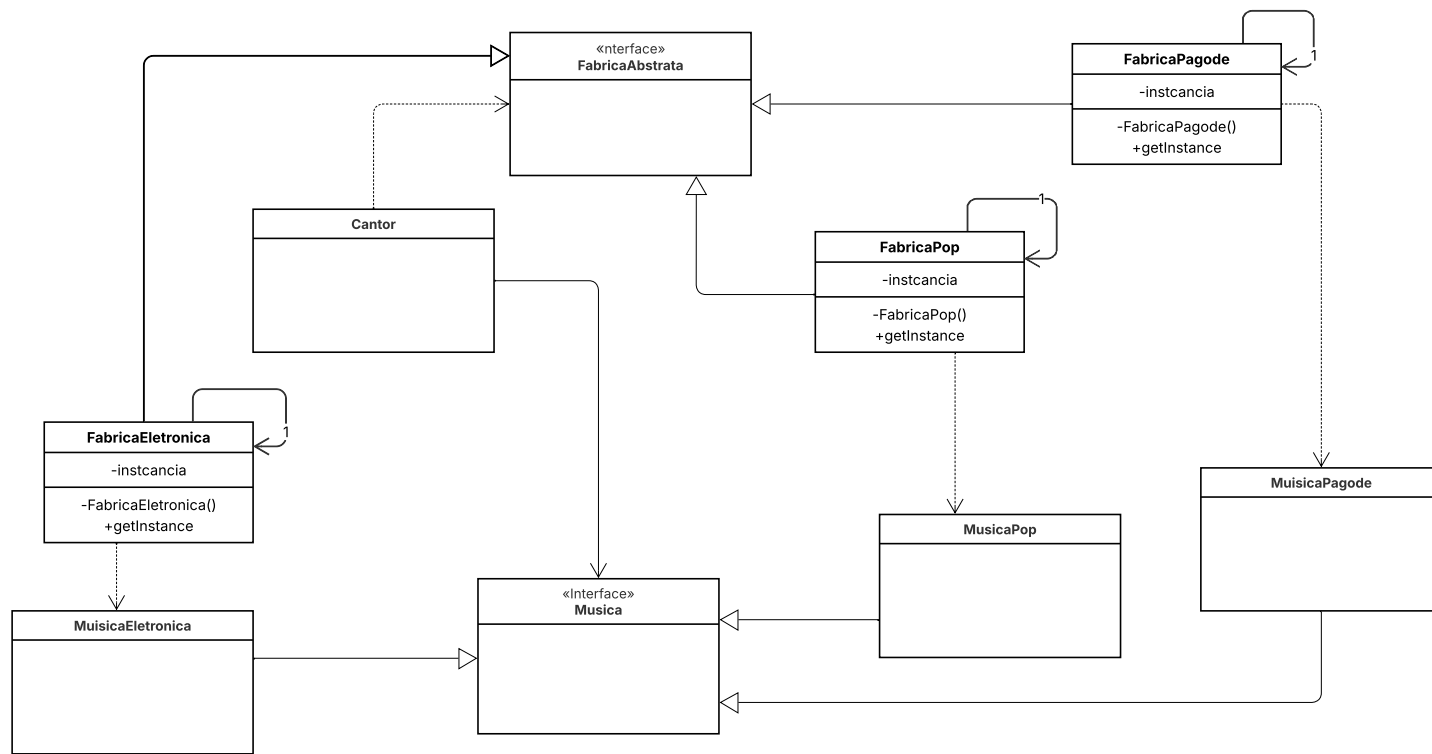 «nterface»
FabricaAbstrata
FabricaPagode
-instcancia
-FabricaPagode()
+getInstance
1
Cantor
FabricaPop
-instcancia
-FabricaPop()
+getInstance
1
FabricaEletronica
-instcancia
-FabricaEletronica()
+getInstance
1
MuisicaPagode
MusicaPop
«Interface»
Musica
MuisicaEletronica